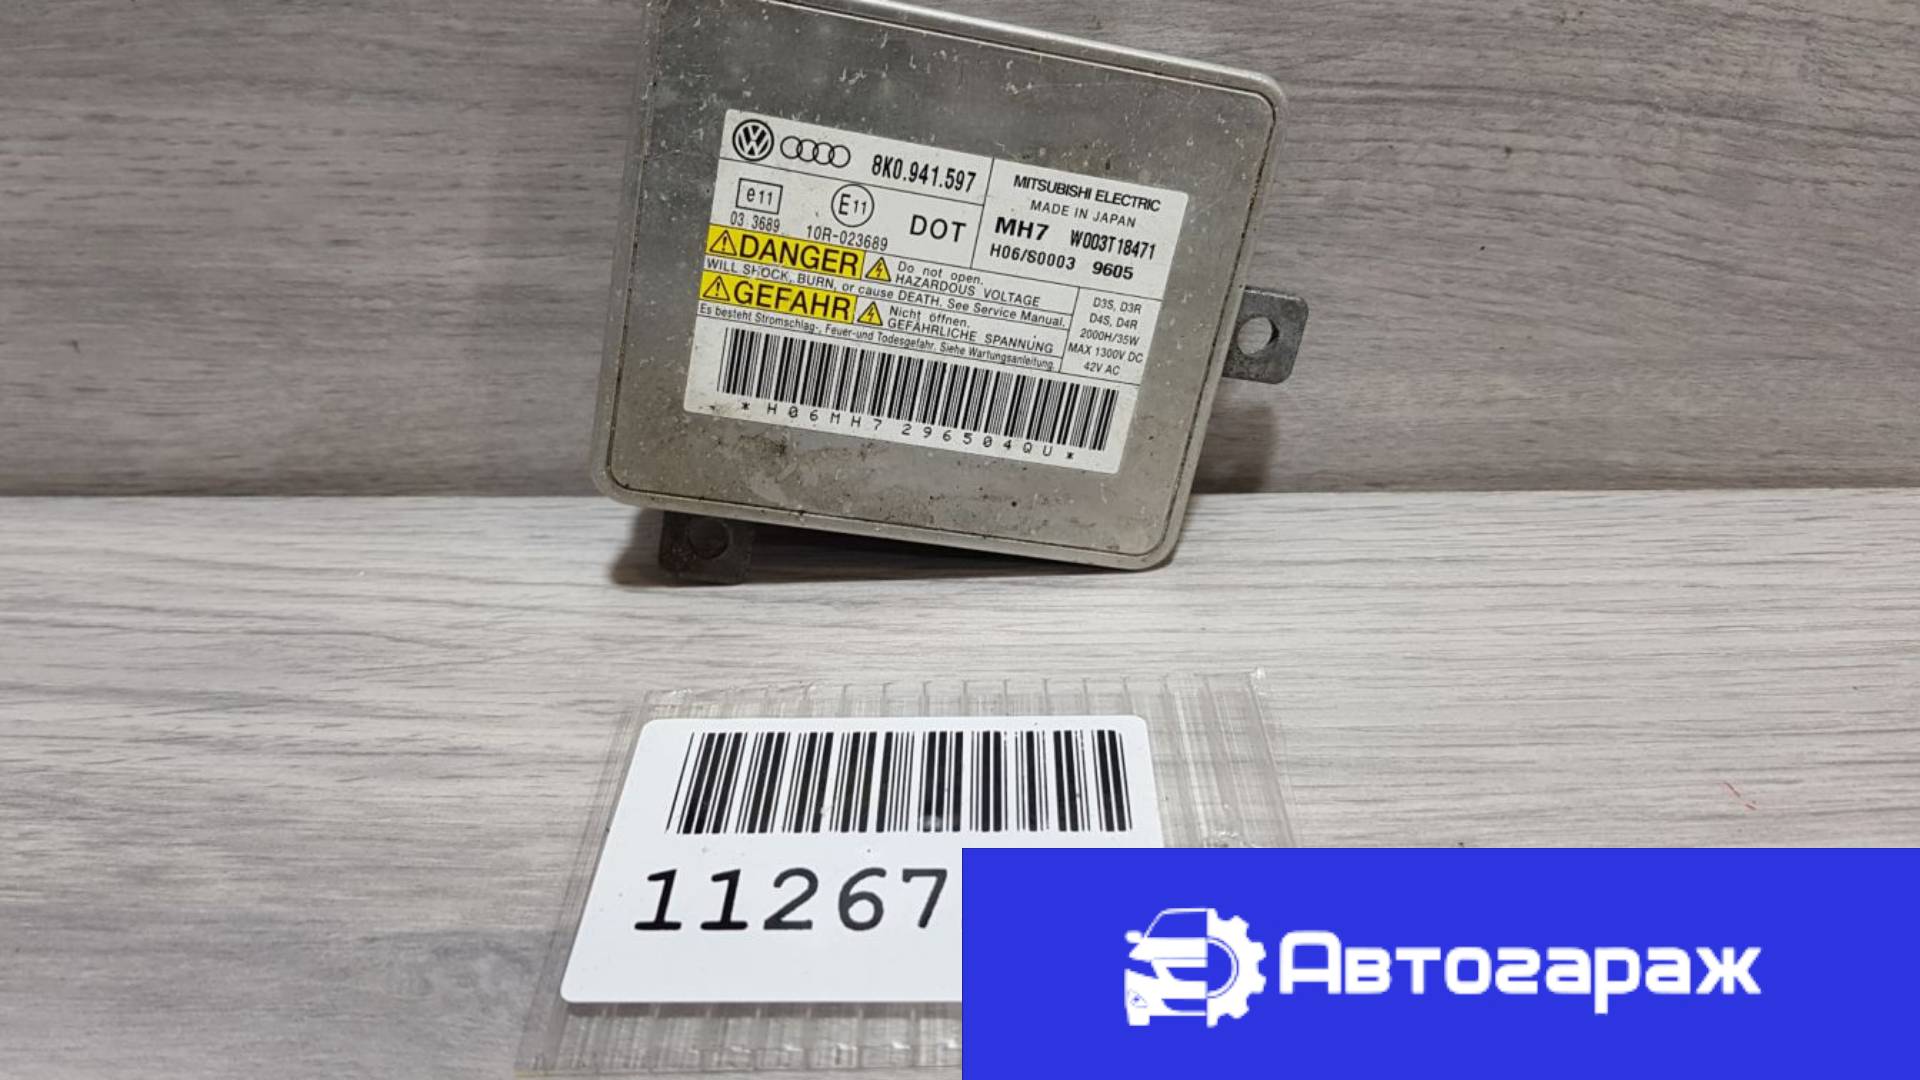 8K0.941.597
e11
03 3689
E11
10R-023689
DOT
MITSUBISHI ELECTRIC
MADE IN JAPAN
MH7 W003T18471
H06/S0003 9605
DANGER
Do not open.
HAZARDOUS VOLTAGE
WILL SHOCK, BURN, or cause DEATH. See Service Manual.
GEFAHR
Nicht öffnen.
GEFÄHRLICHE SPANNUNG
Es besteht Stromschlag-, Feuer-und Todesgefahr. Siehe Wartungsanleitung.
D3S, D3R
D4S, D4R
2000H/35W
MAX 1300V DC
42V AC
*H06MH7296504QU*
11267
Автогараж